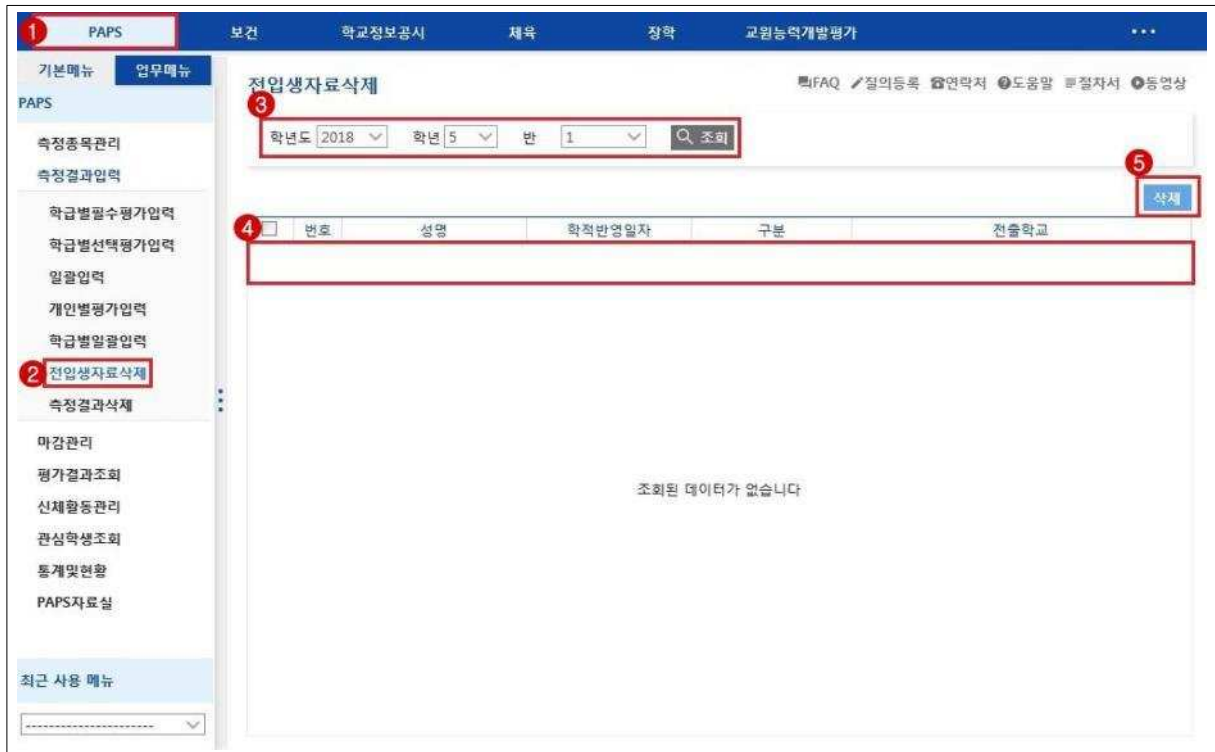 1 PAPS 보건 학교정보공시 체육 장학 교원능력개발평가 ...
기본메뉴 업무메뉴
PAPS
측정종목관리
측정결과입력
학급별필수평가입력
학급별선택평가입력
일괄입력
개인별평가입력
학급별일괄입력
2 전입생자료삭제
측정결과삭제
마감관리
평가결과조회
신체활동관리
관심학생조회
통계및현황
PAPS자료실
최근 사용 메뉴
----------------------
전입생자료삭제 FAQ 질의등록 연락처 도움말 절차서 동영상
3
학년도 2018 학년 5 반 1 조회
5
삭제
4 번호 성명 학적반영일자 구분 전출학교
조회된 데이터가 없습니다